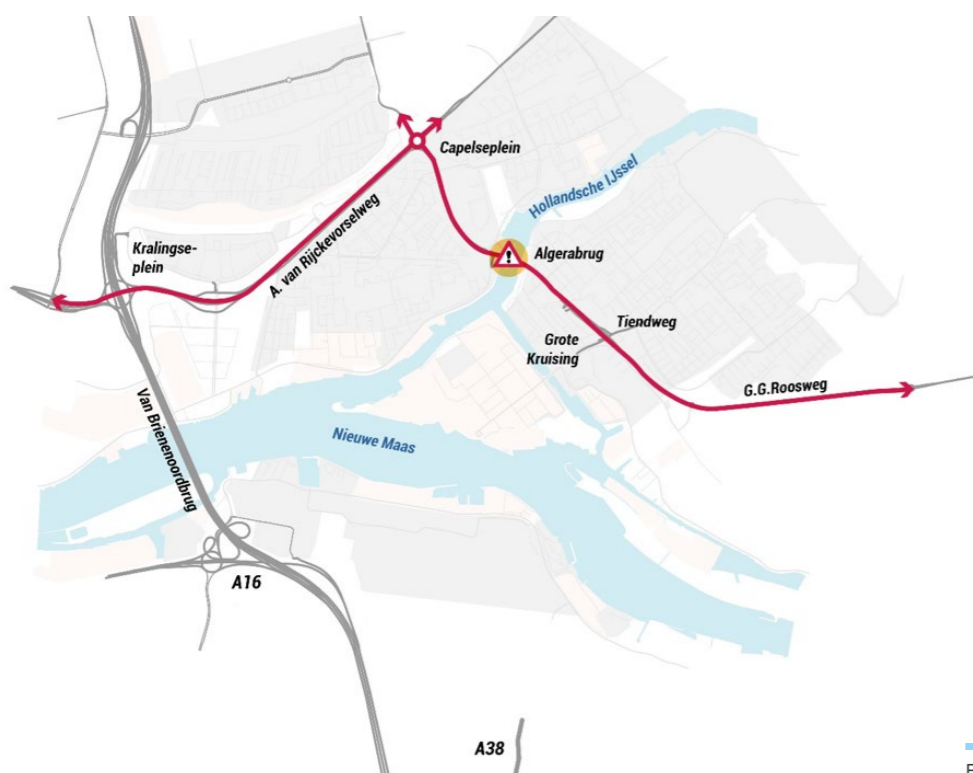 Capelseplein
Hollandsche IJssel
Kralingse-
plein
A. van Rijckevorselweg
Algerabrug
Tiendweg
Grote
Kruising
G.G.Roosweg
Van Brienenoordbrug
Nieuwe Maas
A16
A38